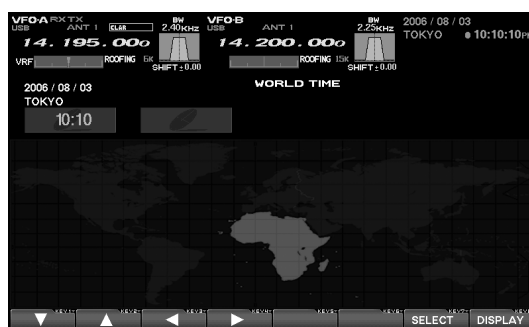 VFO-A RX TX BW VFO-B BW 2006 / 08 / 03
USB ANT 1 CLAR 2.40KHz USB ANT 1 2.25KHz TOKYO 10:10:10PM
14. 195. 000 14. 200. 000
VRF ROOFING 6K SHIFT ± 0.00 ROOFING 15K SHIFT ± 0.00
2006 / 08 / 03 WORLD TIME
TOKYO
10:10
SELECT DISPLAY